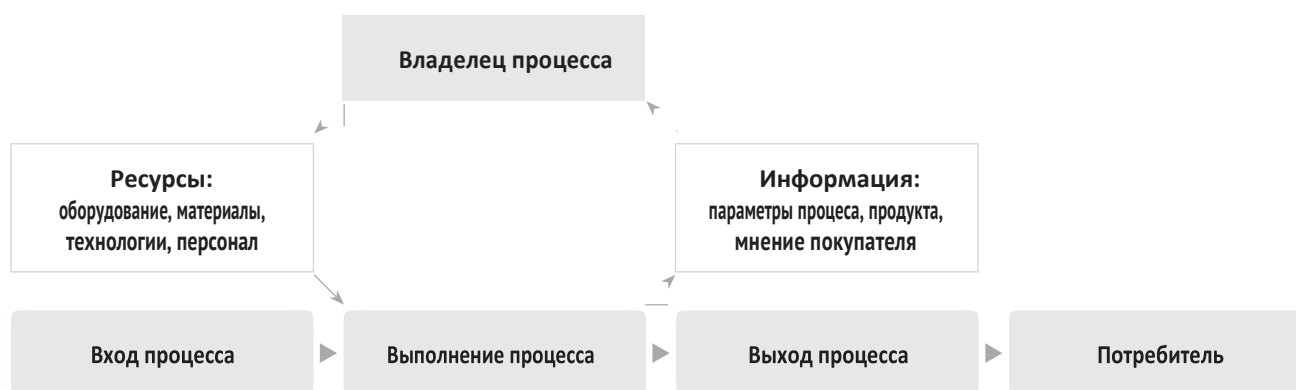 Владелец процесса
Ресурсы:
оборудование, материалы,
технологии, персонал
Информация:
параметры процеса, продукта,
мнение покупателя
Вход процесса
Выполнение процесса
Выход процесса
Потребитель